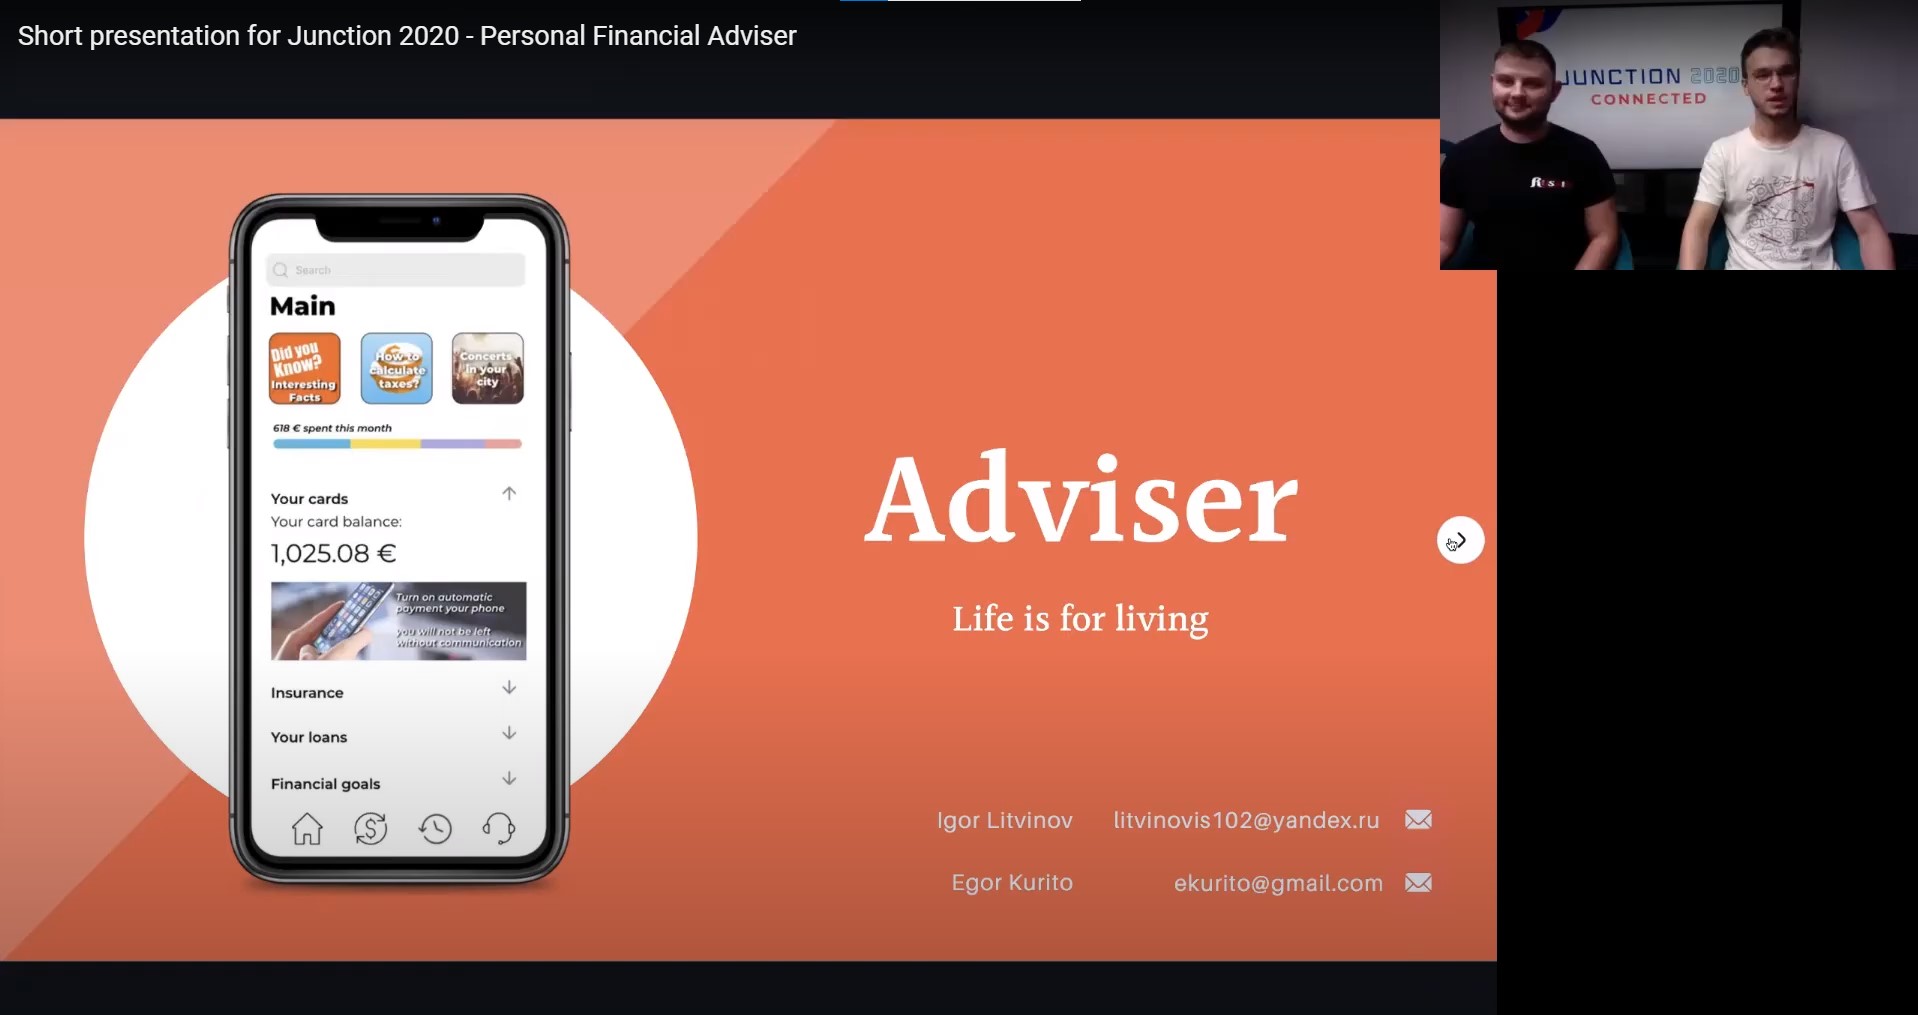 Short presentation for Junction 2020 - Personal Financial Adviser
JUNCTION 2020
CONNECTED
Search
Main
Did you
Know?
Interesting
Facts
How to
calculate
taxes?
Concerts
in your
city
618 € spent this month
Your cards
Your card balance:
1,025.08 €
Turn on automatic
payment your phone
you will not be left
without communication
Insurance
Your loans
Financial goals
Adviser
Life is for living
Igor Litvinov litvinovis102@yandex.ru
Egor Kurito ekurito@gmail.com